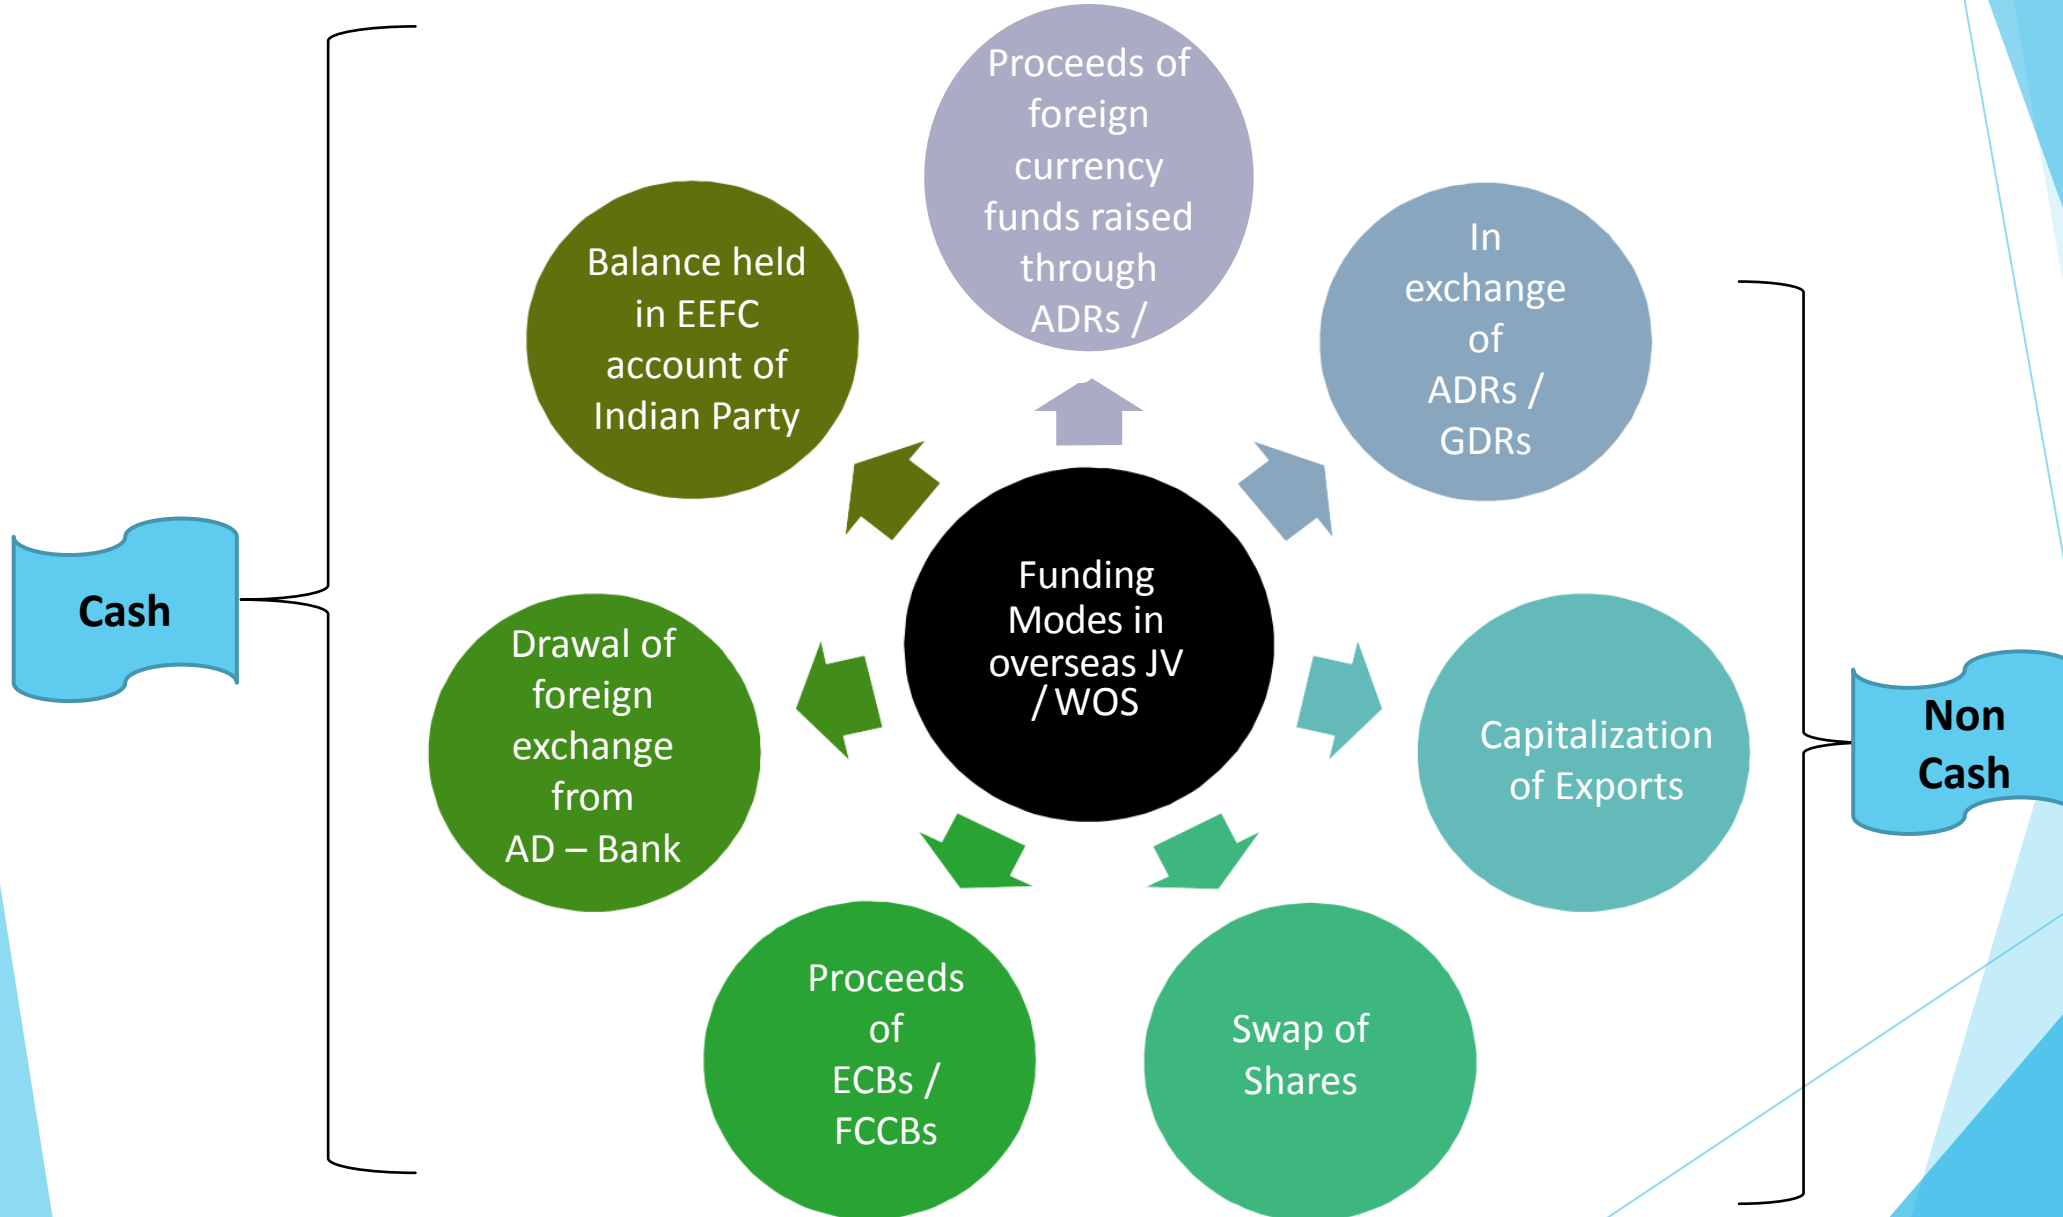 Proceeds of
foreign
currency
funds raised
through
ADRs /
Balance held
in EEFC
account of
Indian Party
In
exchange
of
ADRs /
GDRs
Cash
Funding
Modes in
overseas JV
/ WOS
Drawal of
foreign
exchange
from
AD – Bank
Capitalization
of Exports
Non
Cash
Proceeds
of
ECBs /
FCCBs
Swap of
Shares